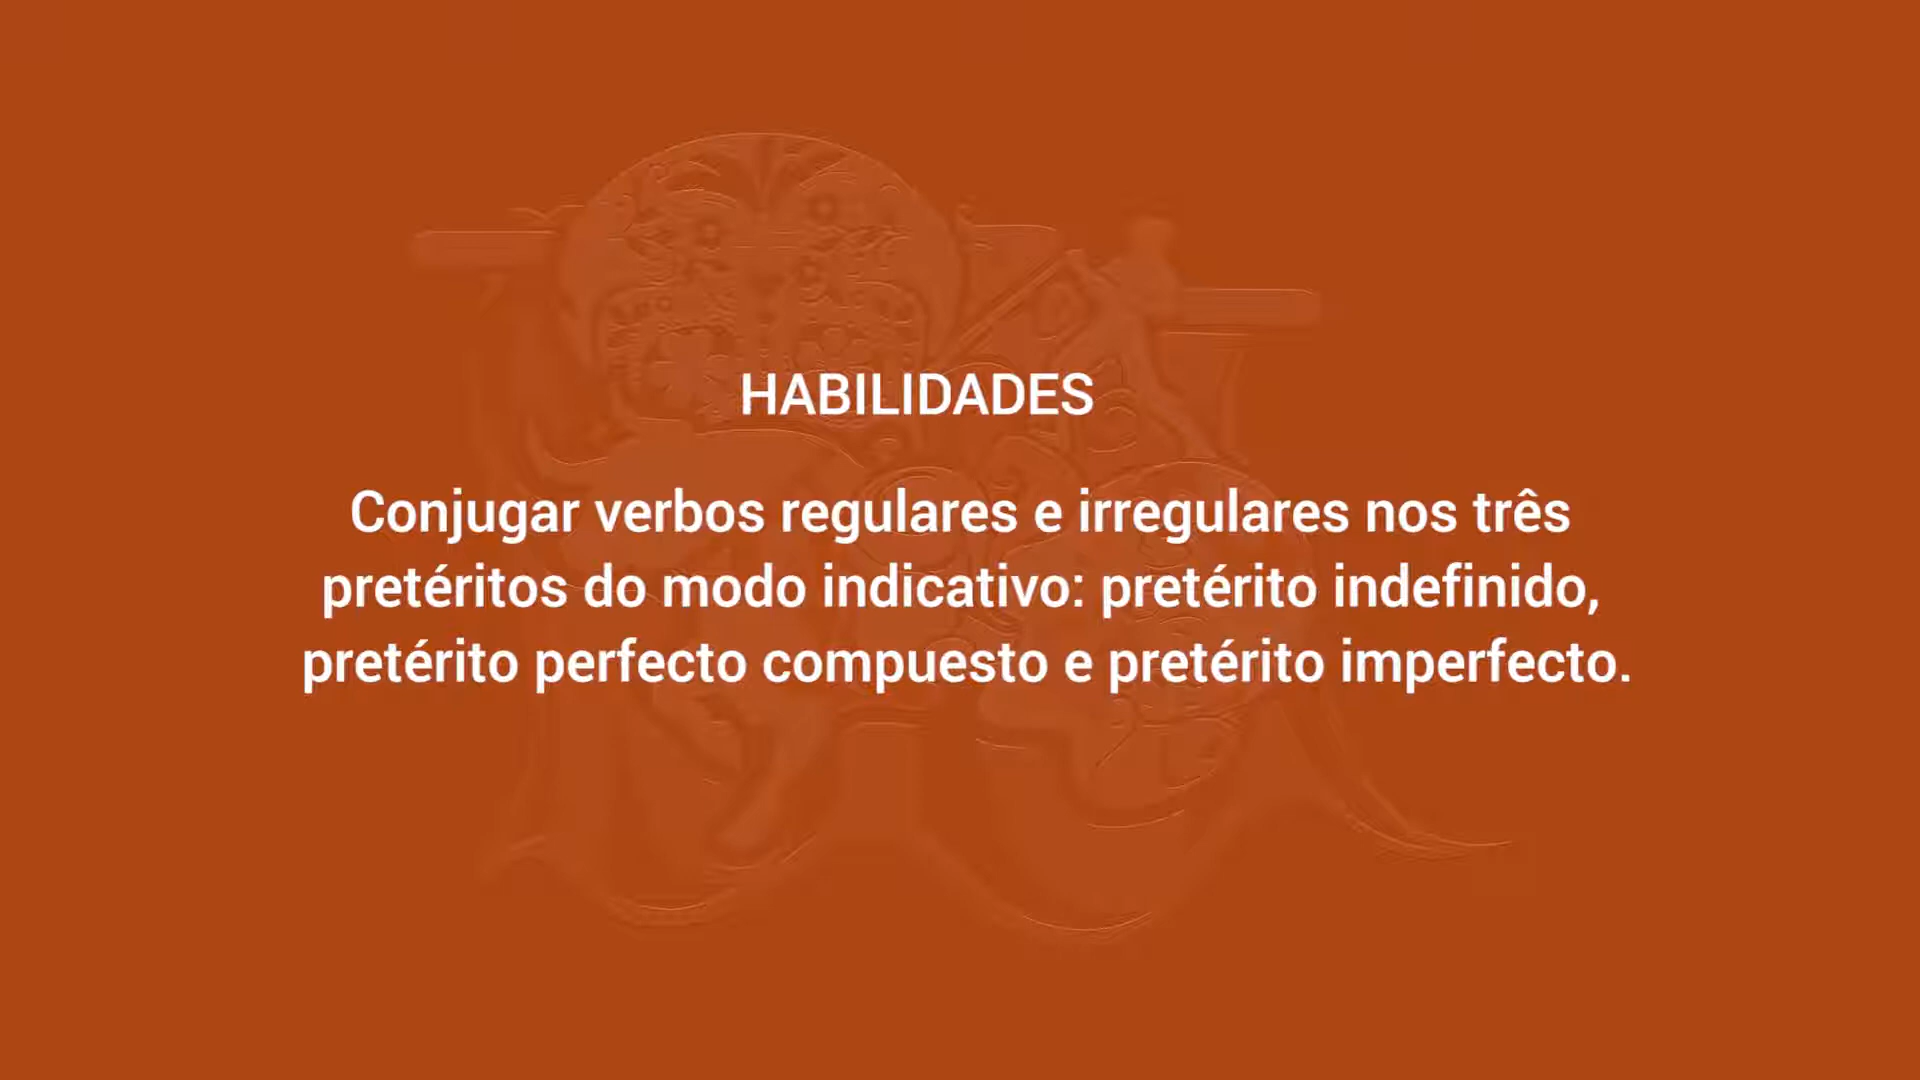 HABILIDADES
Conjugar verbos regulares e irregulares nos três
pretéritos do modo indicativo: pretérito indefinido,
pretérito perfecto compuesto e pretérito imperfecto.